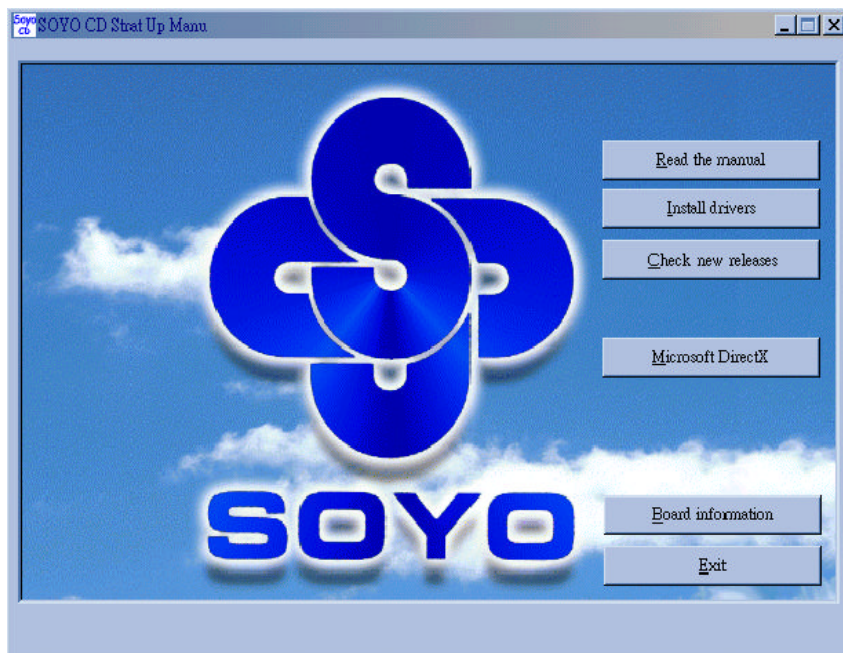 Soyo
CD
SOYO CD Strat Up Manu
Read the manual
Install drivers
Check new releases
Microsoft DirectX
SOYO
Board information
Exit